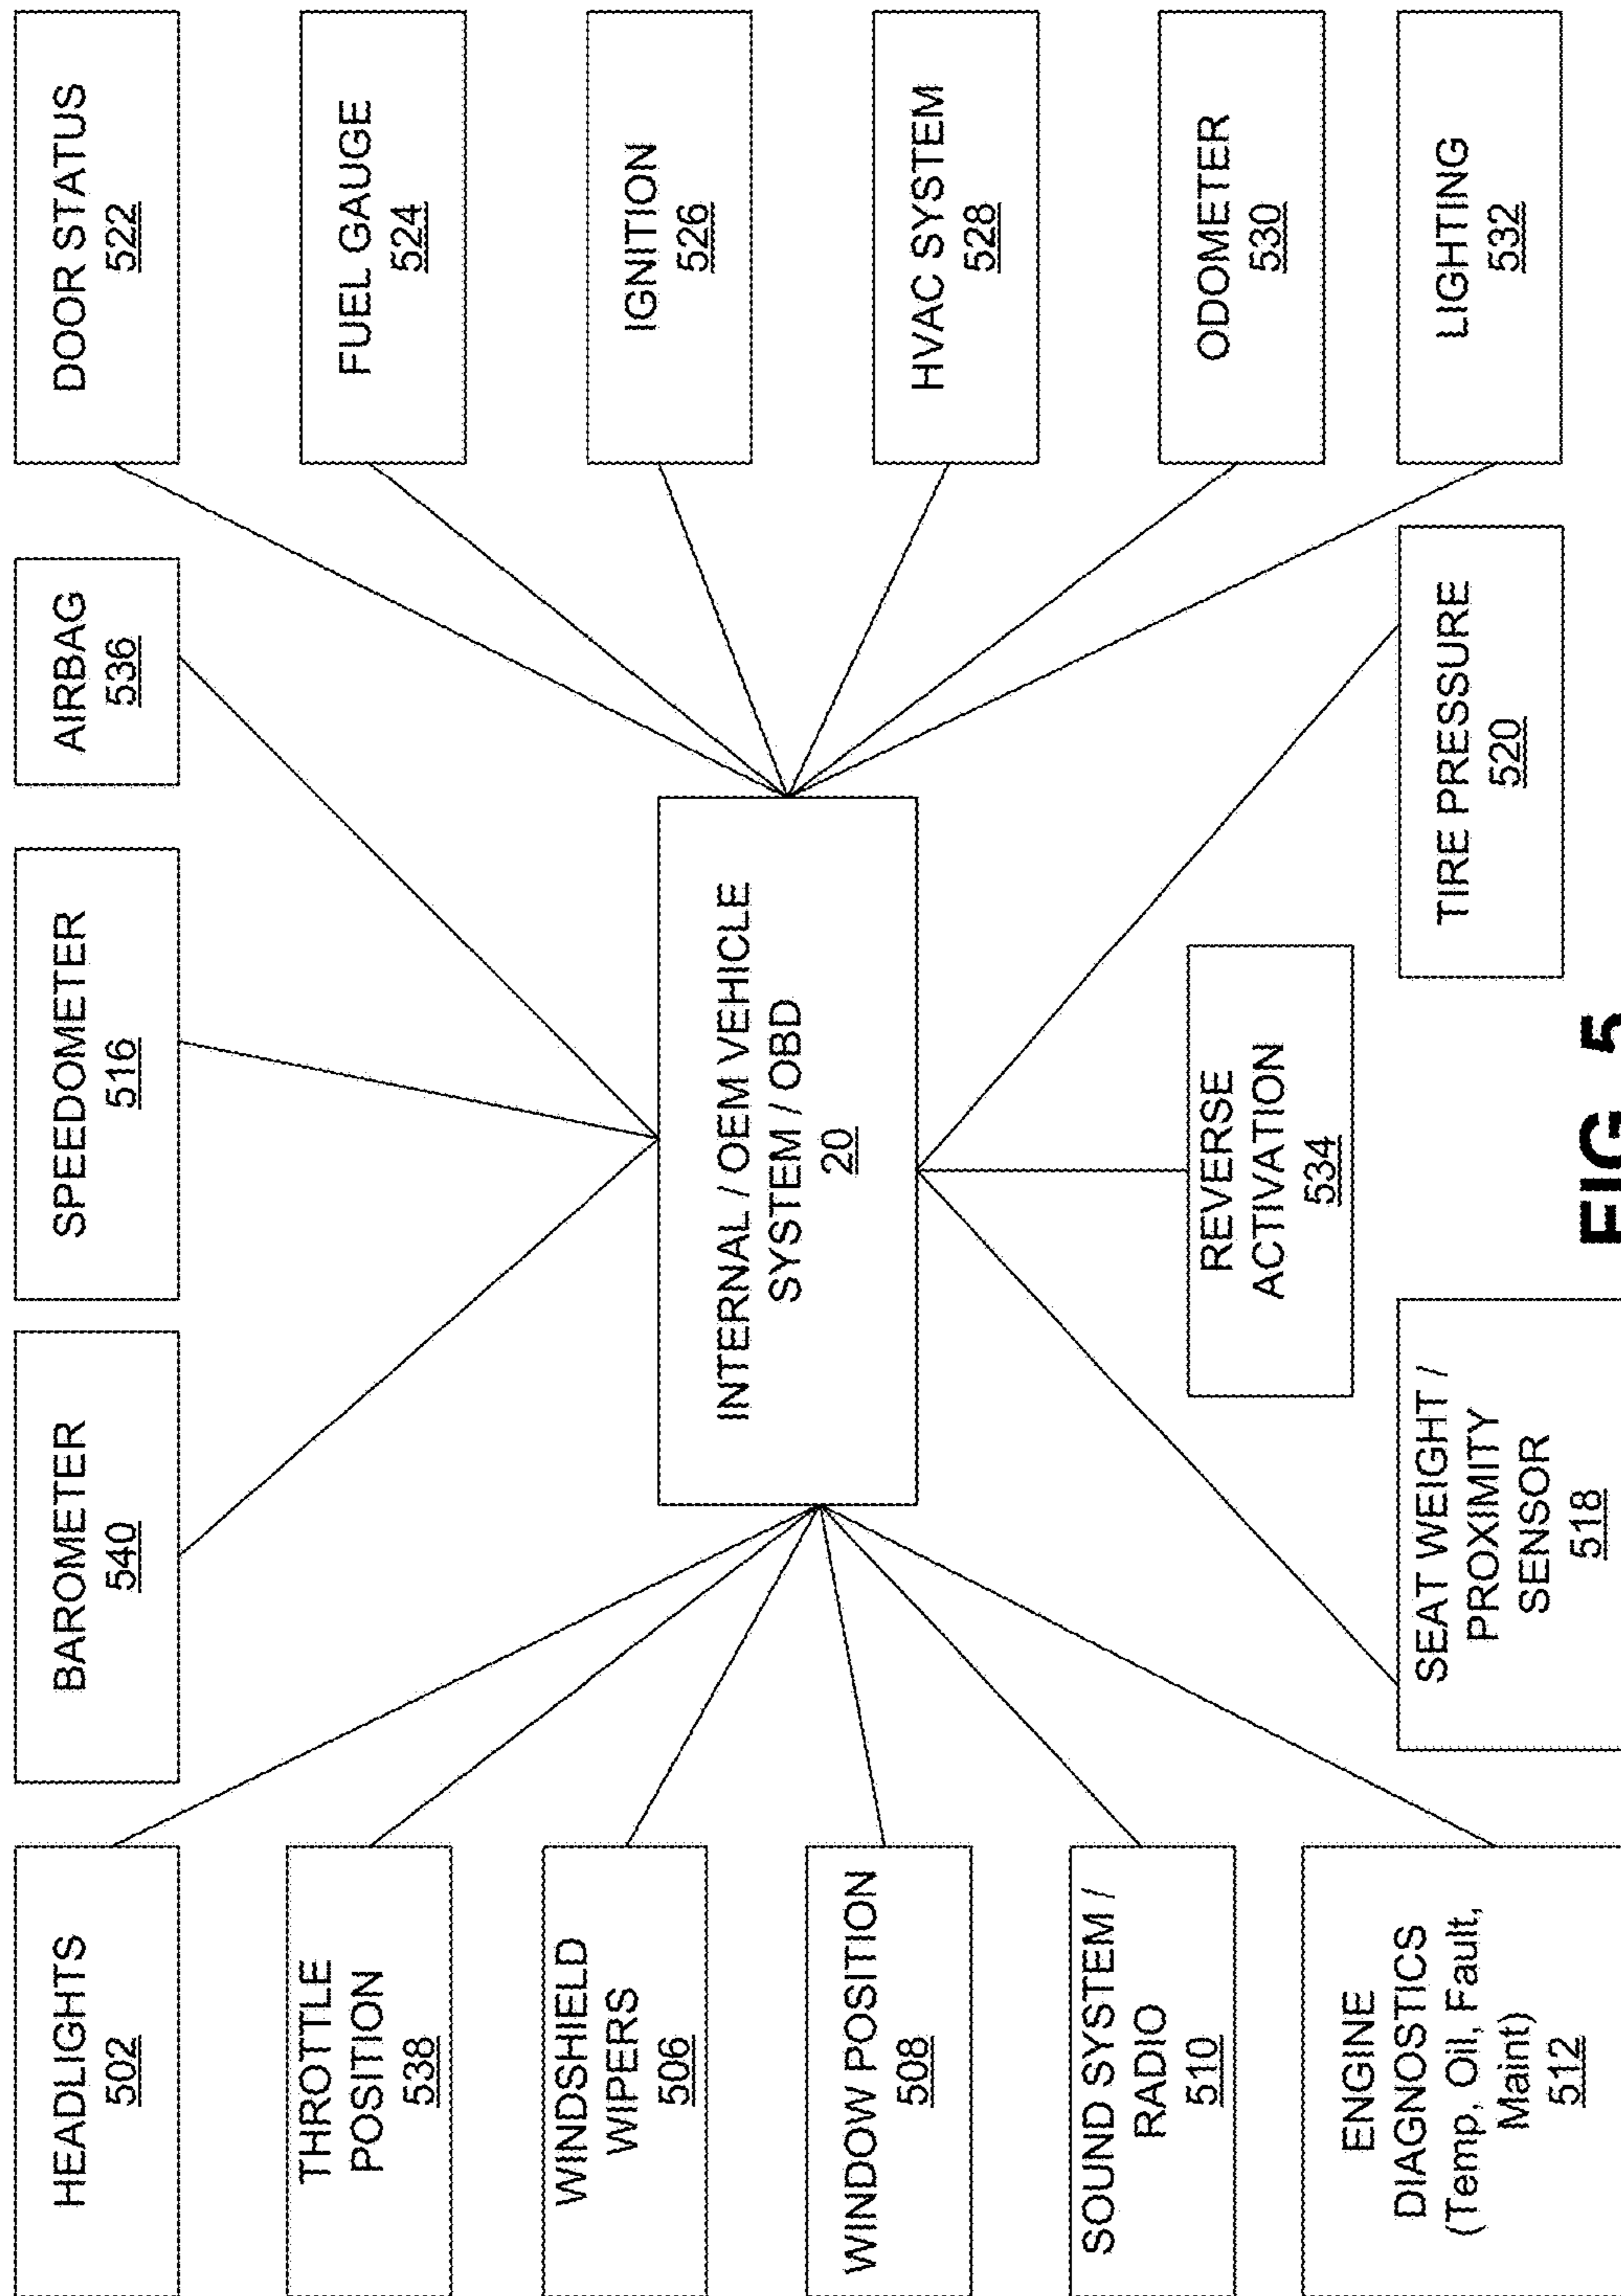 HEADLIGHTS
502
BAROMETER
540
SPEEDOMETER
516
AIRBAG
536
DOOR STATUS
522
THROTTLE
POSITION
538
FUEL GAUGE
524
WINDSHIELD
WIPERS
506
IGNITION
526
INTERNAL / OEM VEHICLE
SYSTEM / OBD
20
WINDOW POSITION
508
HVAC SYSTEM
528
SOUND SYSTEM /
RADIO
510
REVERSE
ACTIVATION
534
ODOMETER
530
ENGINE
DIAGNOSTICS
(Temp, Oil, Fault,
Maint)
512
SEAT WEIGHT /
PROXIMITY
SENSOR
518
TIRE PRESSURE
520
LIGHTING
532
FIG. 5